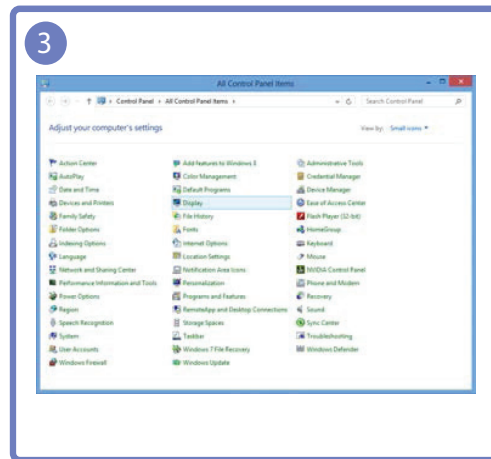 3
All Control Panel Items
Control Panel All Control Panel Items Search Control Panel
Adjust your computer's settings View by: Small icons
Action Center Add features to Windows 8 Administrative Tools
AutoPlay Color Management Credential Manager
Date and Time Default Programs Device Manager
Devices and Printers Display Ease of Access Center
Family Safety File History Flash Player (32-bit)
Folder Options Fonts HomeGroup
Indexing Options Internet Options Keyboard
Language Location Settings Mouse
Network and Sharing Center Notification Area Icons NVIDIA Control Panel
Performance Information and Tools Personalization Phone and Modem
Power Options Programs and Features Recovery
Region RemoteApp and Desktop Connections Sound
Speech Recognition Storage Spaces Sync Center
System Taskbar Troubleshooting
User Accounts Windows 7 File Recovery Windows Defender
Windows Firewall Windows Update